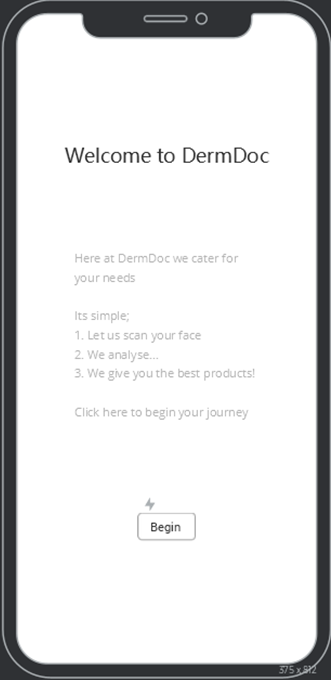 Welcome to DermDoc
Here at DermDoc we cater for
your needs
Its simple;
1. Let us scan your face
2. We analyse...
3. We give you the best products!
Click here to begin your journey
Begin
375 x 812